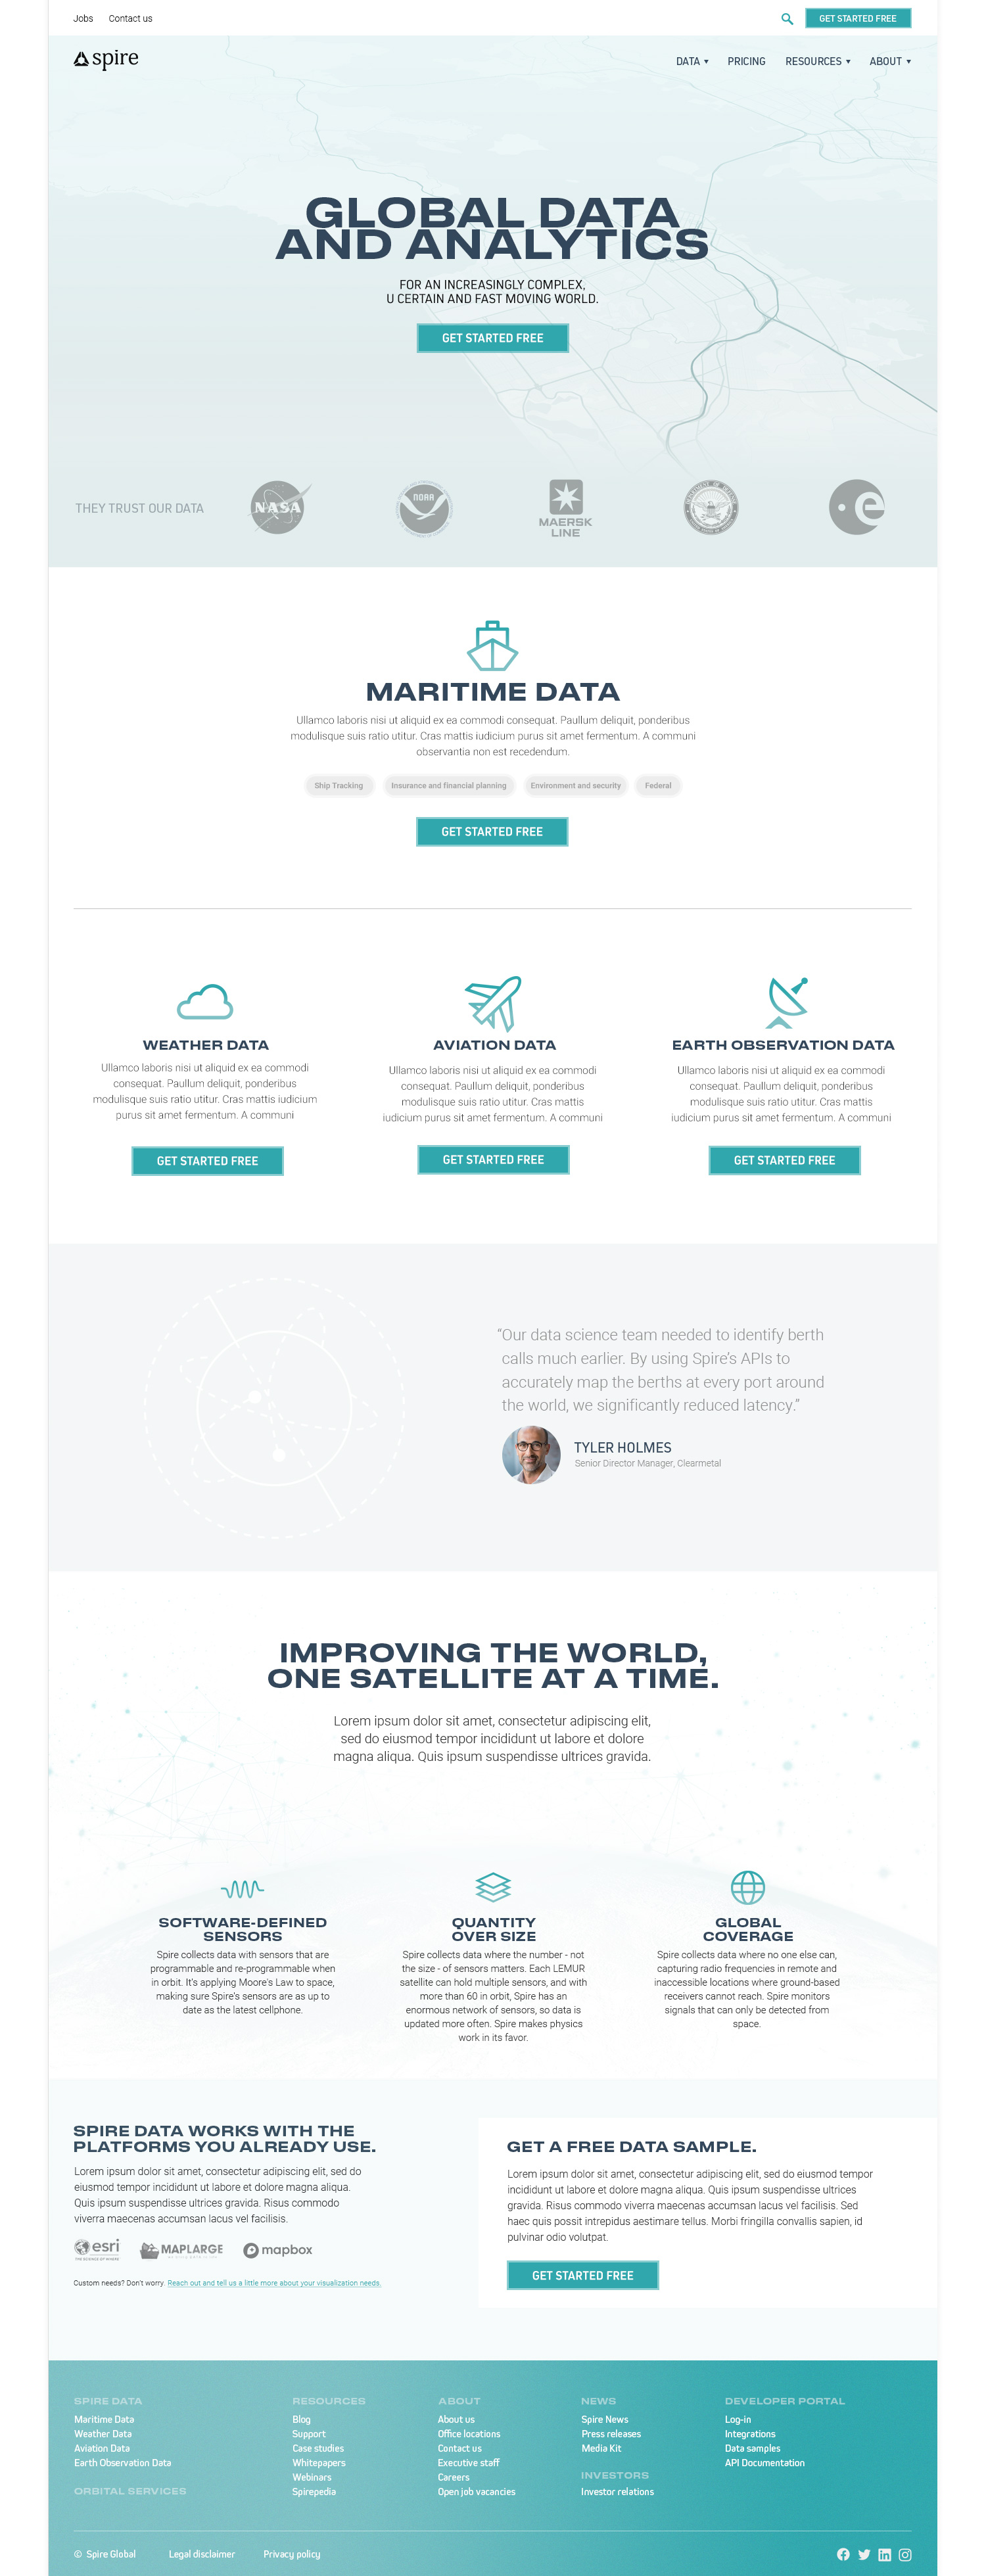 Jobs Contact us
GET STARTED FREE
spire
DATA PRICING RESOURCES ABOUT
GLOBAL DATA
AND ANALYTICS
FOR AN INCREASINGLY COMPLEX,
U CERTAIN AND FAST MOVING WORLD.
GET STARTED FREE
THEY TRUST OUR DATA
NASA
NOAA
MAERSK
LINE
MARITIME DATA
Ullamco laboris nisi ut aliquid ex ea commodi consequat. Paullum deliquit, ponderibus
modulisque suis ratio utitur. Cras mattis iudicium purus sit amet fermentum. A communi
observantia non est recedendum.
Ship Tracking Insurance and financial planning Environment and security Federal
GET STARTED FREE
WEATHER DATA
Ullamco laboris nisi ut aliquid ex ea commodi
consequat. Paullum deliquit, ponderibus
modulisque suis ratio utitur. Cras mattis iudicium
purus sit amet fermentum. A communi
GET STARTED FREE
AVIATION DATA
Ullamco laboris nisi ut aliquid ex ea commodi
consequat. Paullum deliquit, ponderibus
modulisque suis ratio utitur. Cras mattis
iudicium purus sit amet fermentum. A communi
GET STARTED FREE
EARTH OBSERVATION DATA
Ullamco laboris nisi ut aliquid ex ea commodi
consequat. Paullum deliquit, ponderibus
modulisque suis ratio utitur. Cras mattis
iudicium purus sit amet fermentum. A communi
GET STARTED FREE
“Our data science team needed to identify berth
calls much earlier. By using Spire’s APIs to
accurately map the berths at every port around
the world, we significantly reduced latency.”
TYLER HOLMES
Senior Director Manager, Clearmetal
IMPROVING THE WORLD,
ONE SATELLITE AT A TIME.
Lorem ipsum dolor sit amet, consectetur adipiscing elit,
sed do eiusmod tempor incididunt ut labore et dolore
magna aliqua. Quis ipsum suspendisse ultrices gravida.
SOFTWARE-DEFINED
SENSORS
Spire collects data with sensors that are
programmable and re-programmable when
in orbit. It's applying Moore's Law to space,
making sure Spire's sensors are as up to
date as the latest cellphone.
QUANTITY
OVER SIZE
Spire collects data where the number - not
the size - of sensors matters. Each LEMUR
satellite can hold multiple sensors, and with
more than 60 in orbit, Spire has an
enormous network of sensors, so data is
updated more often. Spire makes physics
work in its favor.
GLOBAL
COVERAGE
Spire collects data where no one else can,
capturing radio frequencies in remote and
inaccessible locations where ground-based
receivers cannot reach. Spire monitors
signals that can only be detected from
space.
SPIRE DATA WORKS WITH THE
PLATFORMS YOU ALREADY USE.
Lorem ipsum dolor sit amet, consectetur adipiscing elit, sed do
eiusmod tempor incididunt ut labore et dolore magna aliqua.
Quis ipsum suspendisse ultrices gravida. Risus commodo
viverra maecenas accumsan lacus vel facilisis.
esri MAPLARGE mapbox
THE SCIENCE OF WHERE
Custom needs? Don't worry. Reach out and tell us a little more about your visualization needs.
GET A FREE DATA SAMPLE.
Lorem ipsum dolor sit amet, consectetur adipiscing elit, sed do eiusmod tempor
incididunt ut labore et dolore magna aliqua. Quis ipsum suspendisse ultrices
gravida. Risus commodo viverra maecenas accumsan lacus vel facilisis. Sed
haec quis possit intrepidus aestimare tellus. Morbi fringilla convallis sapien, id
pulvinar odio volutpat.
GET STARTED FREE
SPIRE DATA
Maritime Data
Weather Data
Aviation Data
Earth Observation Data
ORBITAL SERVICES
RESOURCES
Blog
Support
Case studies
Whitepapers
Webinars
Spirepedia
ABOUT
About us
Office locations
Contact us
Executive staff
Careers
Open job vacancies
NEWS
Spire News
Press releases
Media Kit
INVESTORS
Investor relations
DEVELOPER PORTAL
Log-in
Integrations
Data samples
API Documentation
© Spire Global Legal disclaimer Privacy policy